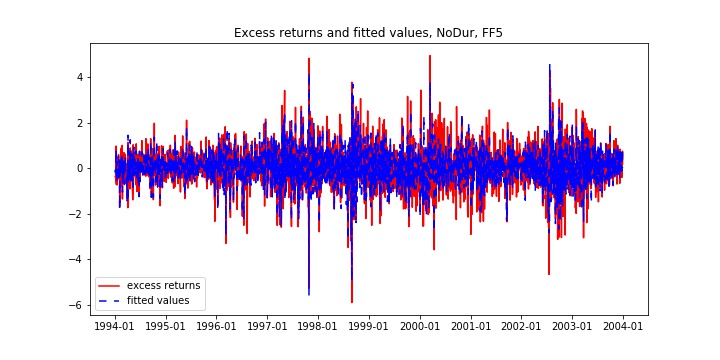 Excess returns and fitted values, NoDur, FF5
4
2
0
−2
−4
−6
excess returns
fitted values
1994-01 1995-01 1996-01 1997-01 1998-01 1999-01 2000-01 2001-01 2002-01 2003-01 2004-01